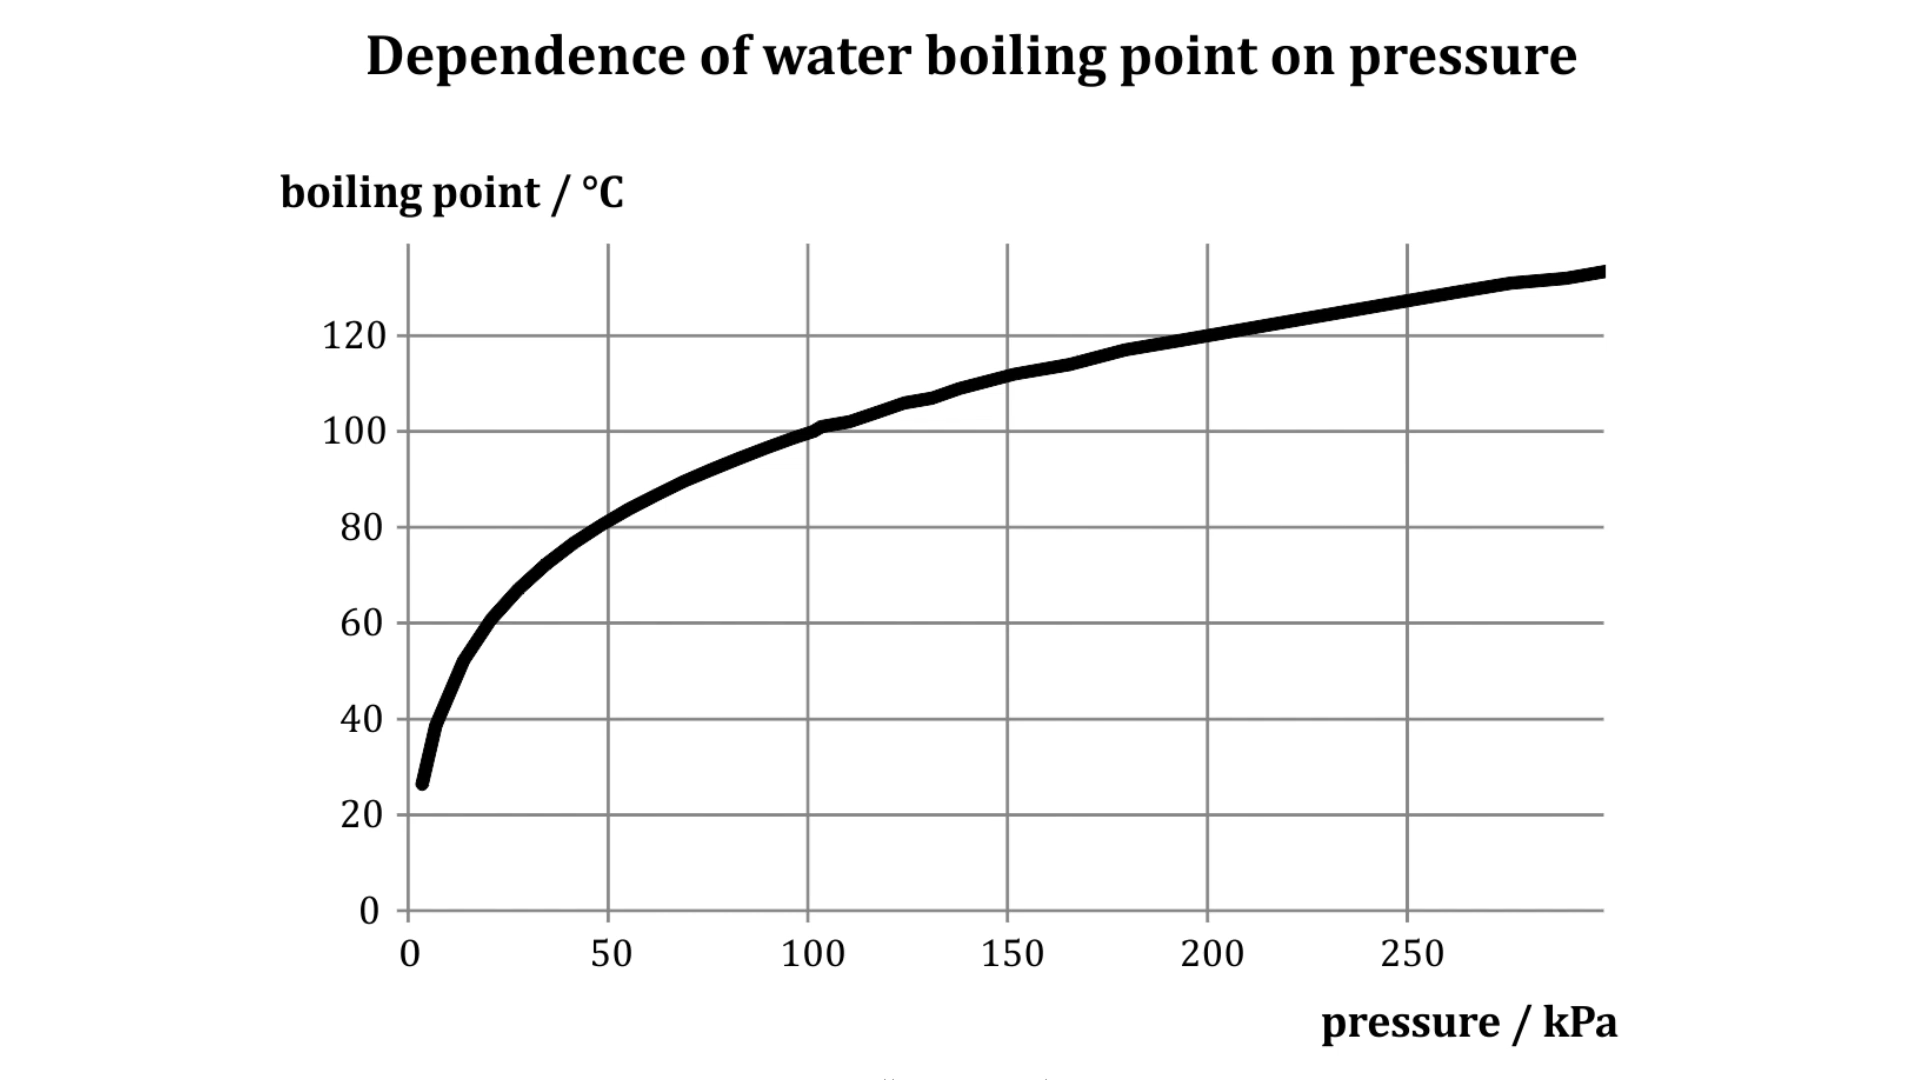 Dependence of water boiling point on pressure
boiling point / °C
120
100
80
60
40
20
0
0 50 100 150 200 250
pressure / kPa